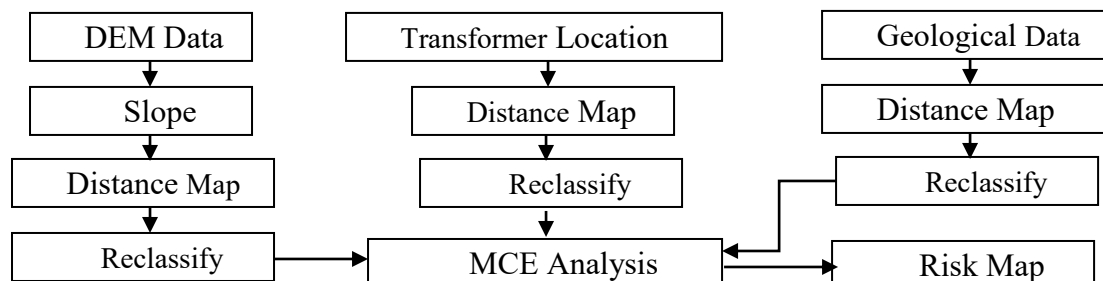 DEM Data
Slope
Distance Map
Reclassify
Transformer Location
Distance Map
Reclassify
MCE Analysis
Geological Data
Distance Map
Reclassify
Risk Map